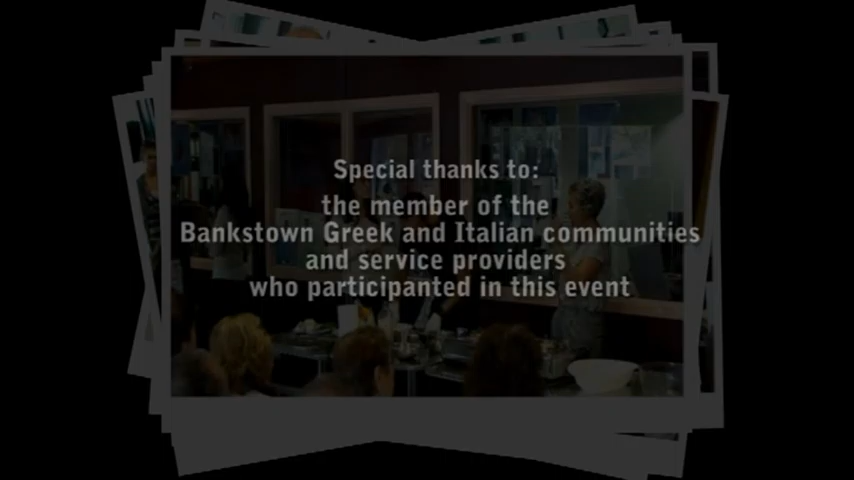 Special thanks to:
the member of the
Bankstown Greek and Italian communities
and service providers
who participanted in this event